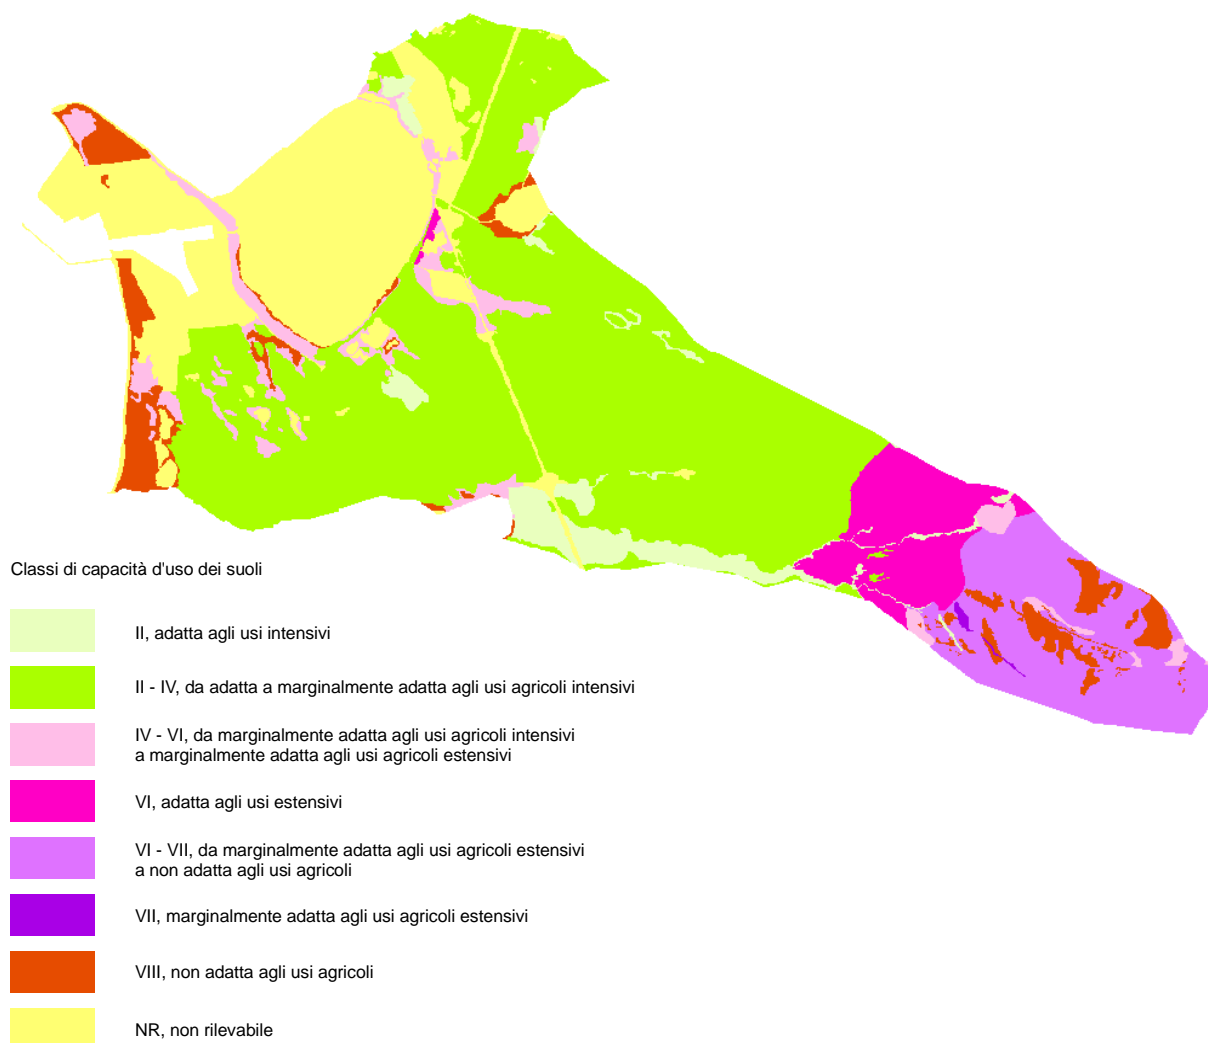 Classi di capacità d'uso dei suoli
II, adatta agli usi intensivi
II - IV, da adatta a marginalmente adatta agli usi agricoli intensivi
IV - VI, da marginalmente adatta agli usi agricoli intensivi
a marginalmente adatta agli usi agricoli estensivi
VI, adatta agli usi estensivi
VI - VII, da marginalmente adatta agli usi agricoli estensivi
a non adatta agli usi agricoli
VII, marginalmente adatta agli usi agricoli estensivi
VIII, non adatta agli usi agricoli
NR, non rilevabile